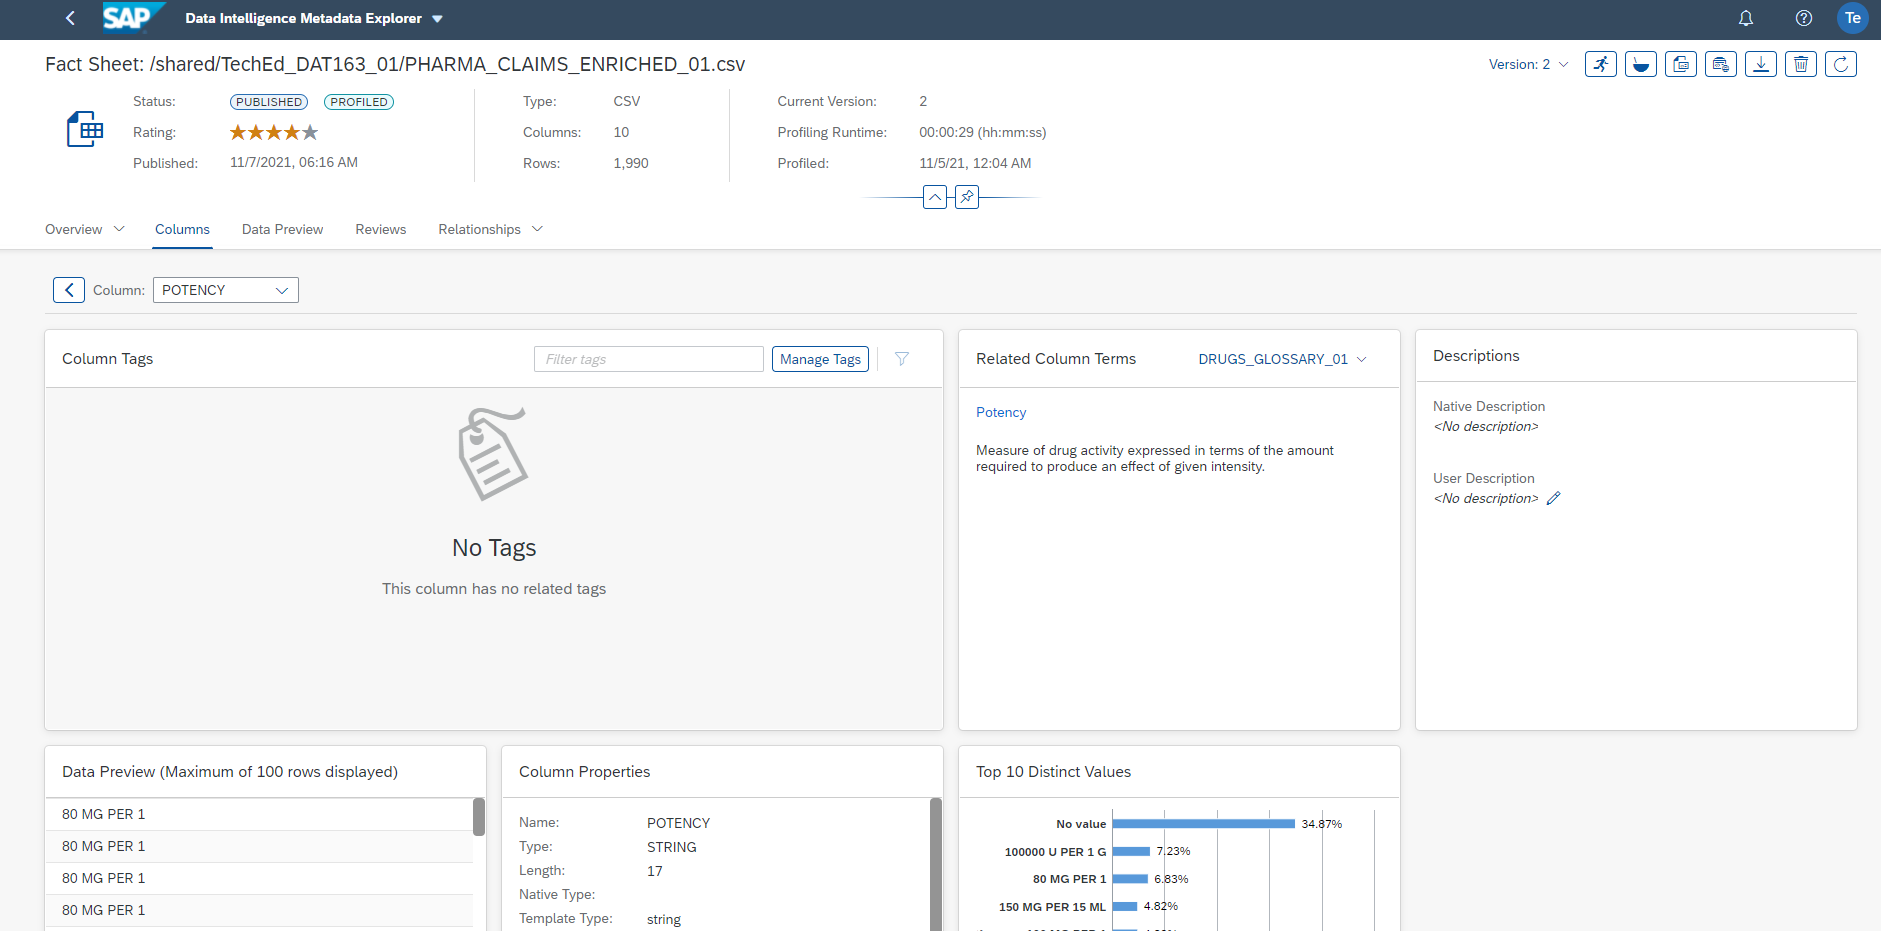 SAP Data Intelligence Metadata Explorer
Te
Fact Sheet: /shared/TechEd_DAT163_01/PHARMA_CLAIMS_ENRICHED_01.csv
Version: 2
Status: PUBLISHED PROFILED
Type: CSV
Current Version: 2
Rating:
Columns: 10
Profiling Runtime: 00:00:29 (hh:mm:ss)
Published: 11/7/2021, 06:16 AM
Rows: 1,990
Profiled: 11/5/21, 12:04 AM
Overview Columns Data Preview Reviews Relationships
Column: POTENCY
Column Tags
Filter tags
Manage Tags
No Tags
This column has no related tags
Related Column Terms
DRUGS_GLOSSARY_01
Potency
Measure of drug activity expressed in terms of the amount
required to produce an effect of given intensity.
Descriptions
Native Description
<No description>
User Description
<No description>
Data Preview (Maximum of 100 rows displayed)
80 MG PER 1
80 MG PER 1
80 MG PER 1
80 MG PER 1
Column Properties
Name: POTENCY
Type: STRING
Length: 17
Native Type:
Template Type: string
Top 10 Distinct Values
No value 34.87%
100000 U PER 1 G 7.23%
80 MG PER 1 6.83%
150 MG PER 15 ML 4.82%